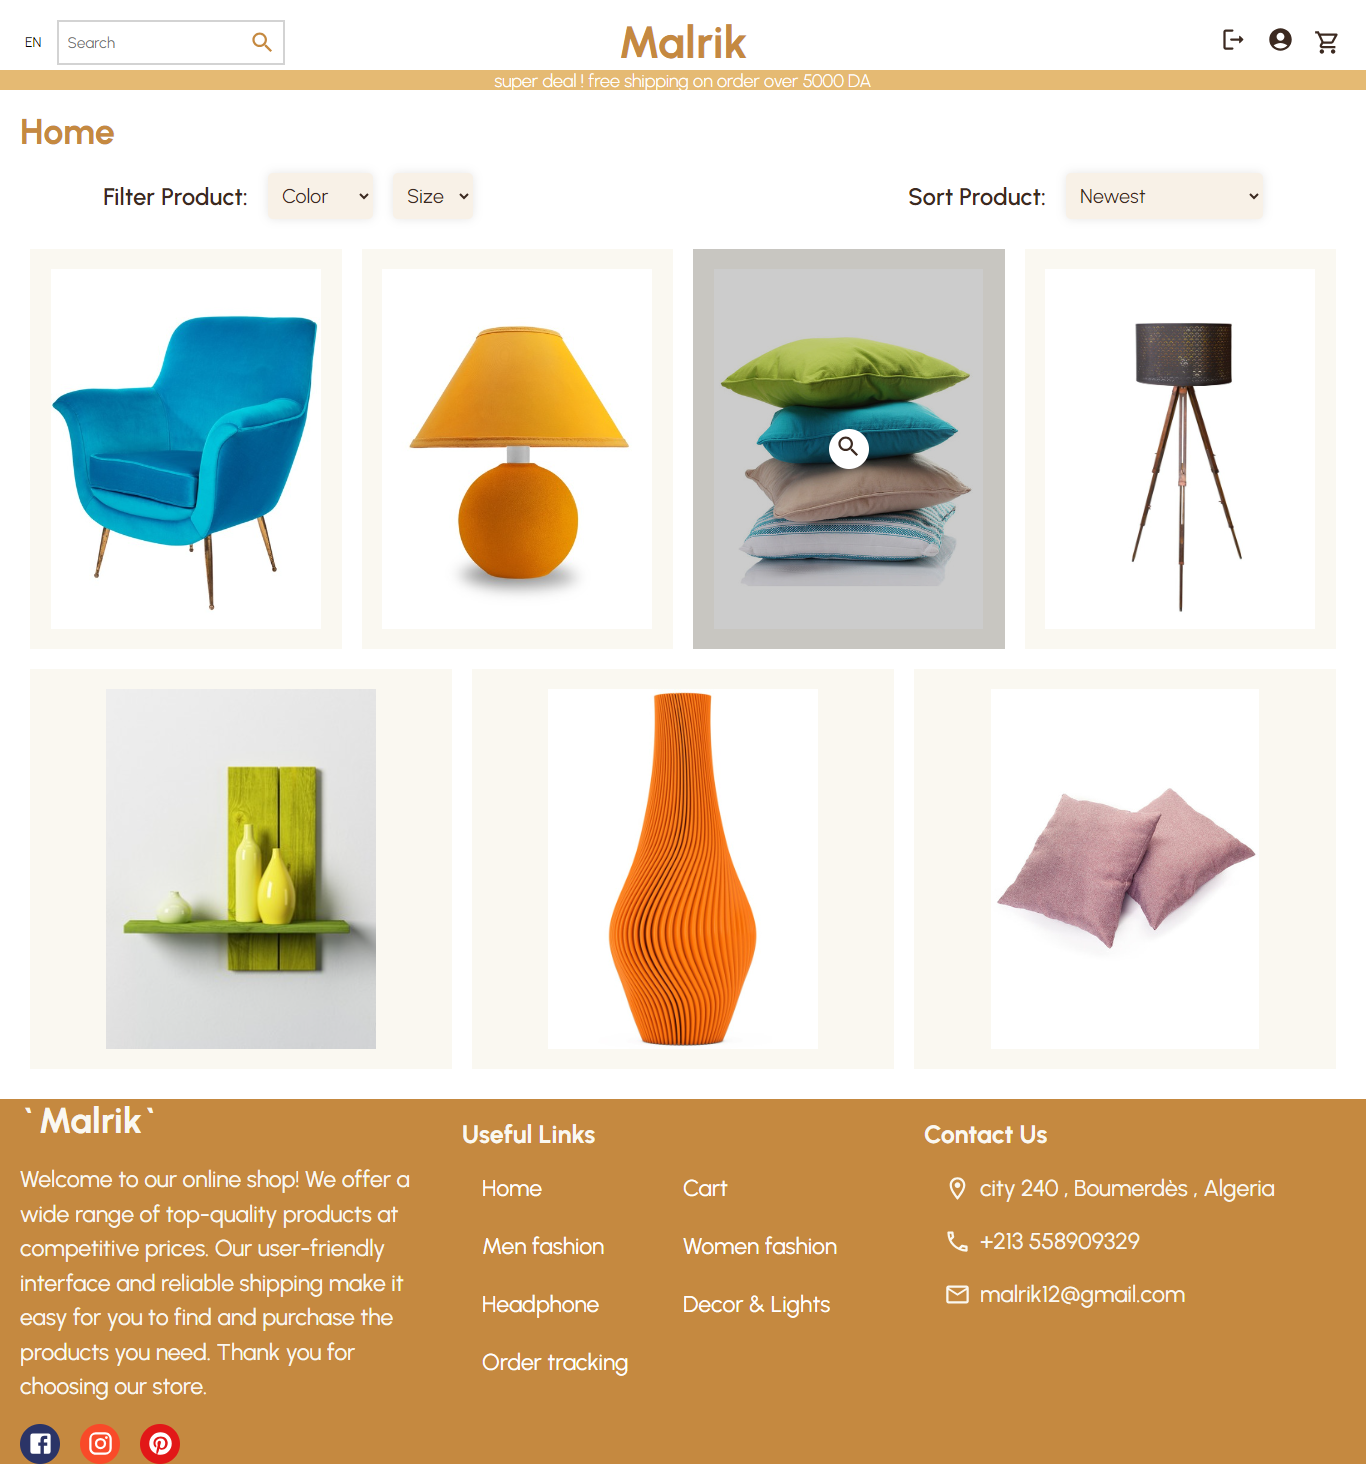 EN
Search
Malrik
super deal ! free shipping on order over 5000 DA
Home
Filter Product:
Color
Size
Sort Product:
Newest
` Malrik `
Welcome to our online shop! We offer a
wide range of top-quality products at
competitive prices. Our user-friendly
interface and reliable shipping make it
easy for you to find and purchase the
products you need. Thank you for
choosing our store.
Useful Links
Home
Cart
Men fashion
Women fashion
Headphone
Decor & Lights
Order tracking
Contact Us
city 240 , Boumerdès , Algeria
+213 558909329
malrik12@gmail.com